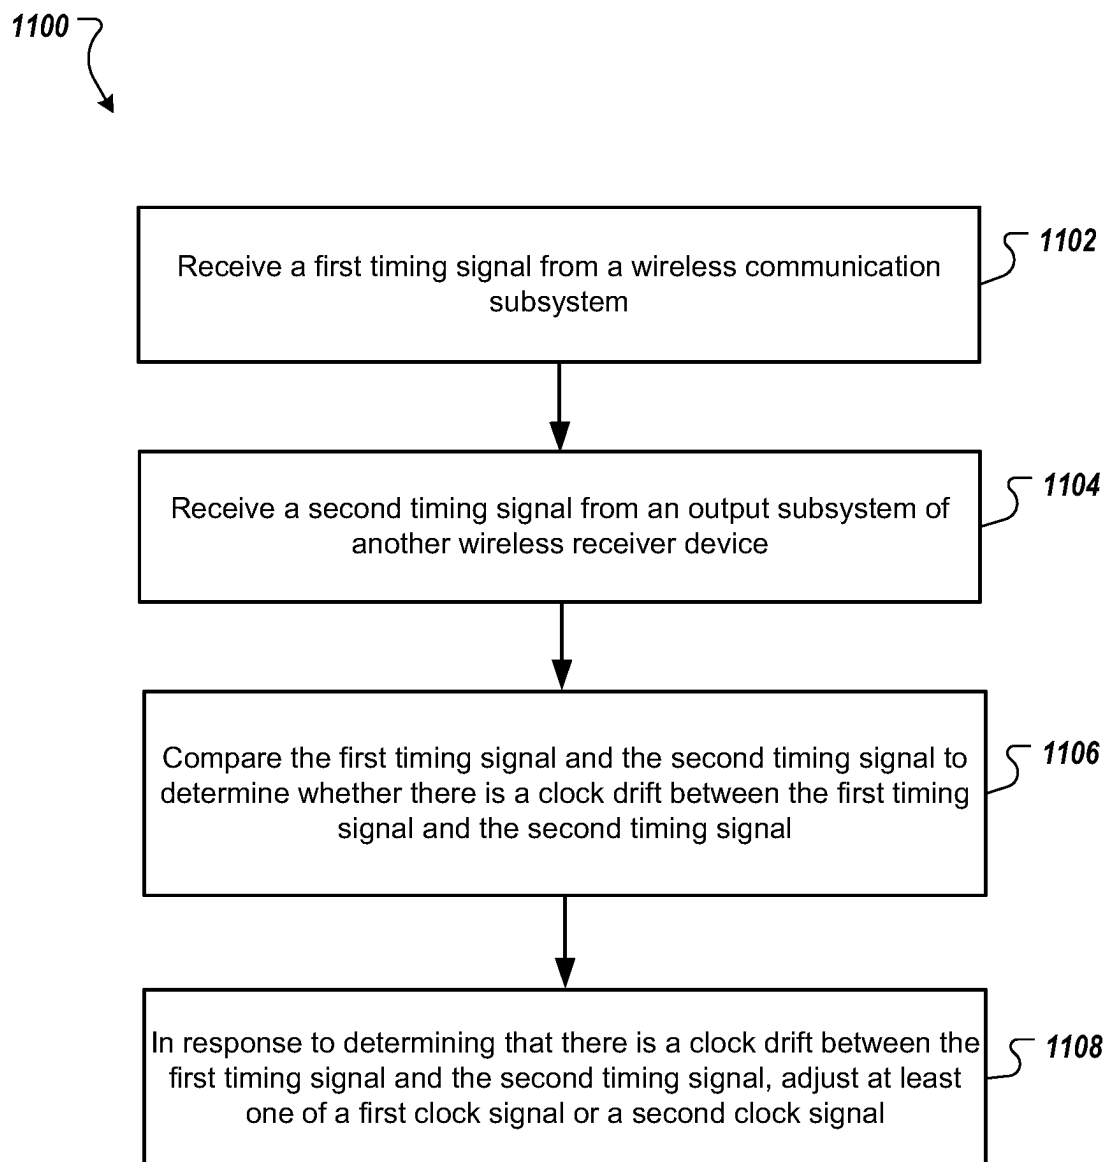 1100
Receive a first timing signal from a wireless communication
subsystem
1102
Receive a second timing signal from an output subsystem of
another wireless receiver device
1104
Compare the first timing signal and the second timing signal to
determine whether there is a clock drift between the first timing
signal and the second timing signal
1106
In response to determining that there is a clock drift between the
first timing signal and the second timing signal, adjust at least
one of a first clock signal or a second clock signal
1108